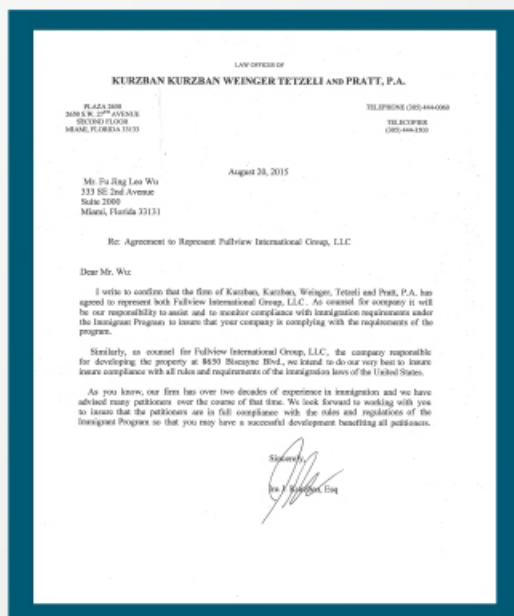 LAW OFFICES OF
KURZBAN KURZBAN WEINGER TETZELI AND PRATT, P.A.
PLAZA 2650
2650 S.W. 27TH AVENUE
SECOND FLOOR
MIAMI, FLORIDA 33133
TELEPHONE (305) 444-0060
TELECOPIER
(305) 444-3503
August 20, 2015
Mr. Fu Jing Leo Wu
333 SE 2nd Avenue
Suite 2000
Miami, Florida 33131
Re: Agreement to Represent Fullview International Group, LLC
Dear Mr. Wu:
I write to confirm that the firm of Kurzban, Kurzban, Weinger, Tetzeli and Pratt, P.A. has
agreed to represent both Fullview International Group, LLC. As counsel for company it will
be our responsibility to assist and to monitor compliance with immigration requirements under
the Immigrant Program to insure that your company is complying with the requirements of the
program.
Similarly, as counsel for Fullview International Group, LLC, the company responsible
for developing the property at 8650 Biscayne Blvd., we intend to do our very best to insure
insure compliance with all rules and requirements of the immigration laws of the United States.
As you know, our firm has over two decades of experience in immigration and we have
advised many petitioners over the course of that time. We look forward to working with you
to insure that the petitioners are in full compliance with the rules and regulations of the
Immigrant Program so that you may have a successful development benefiting all petitioners.
Sincerely,
Ira J. Kurzban, Esq